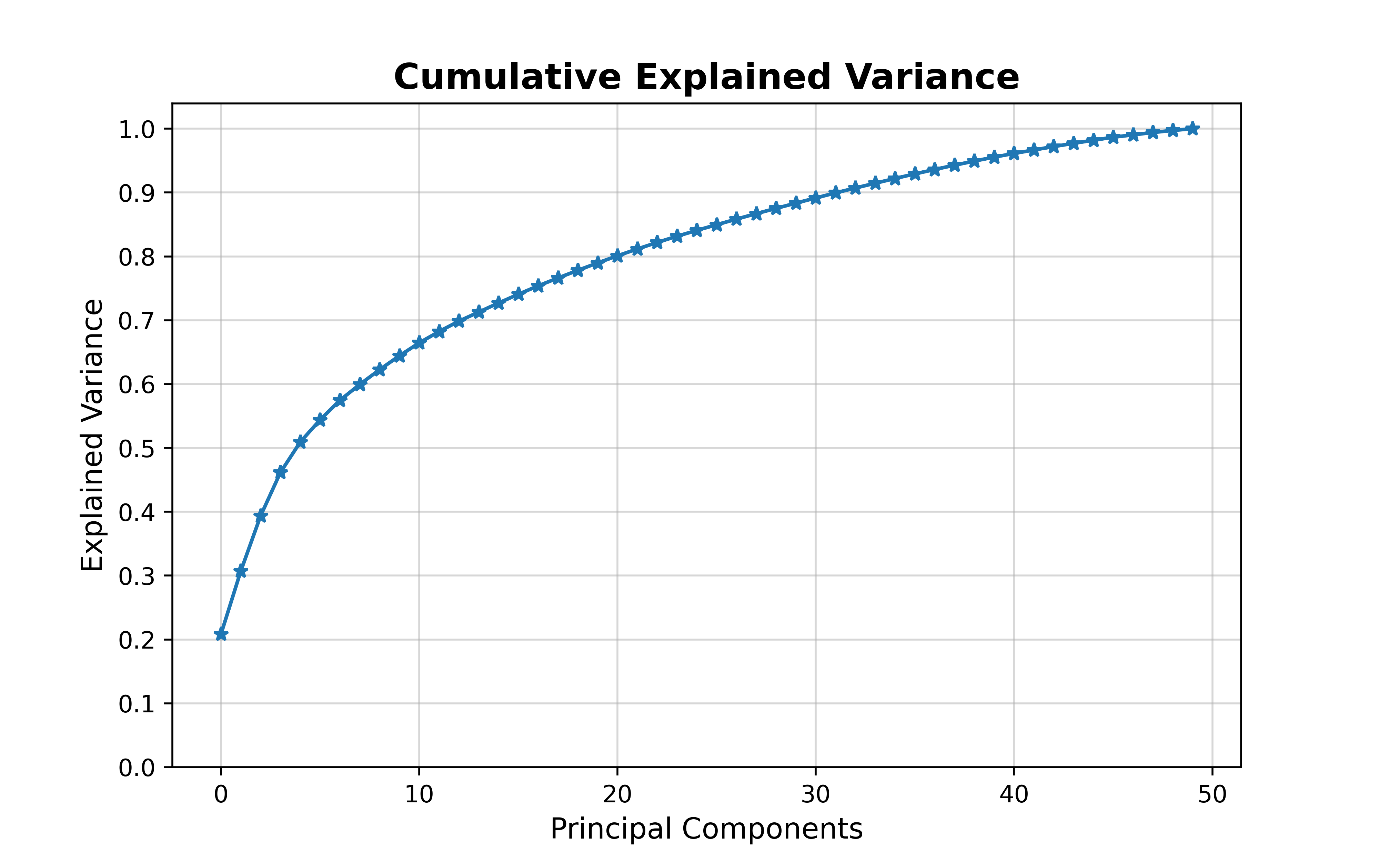 Cumulative Explained Variance
Explained Variance
1.0
0.9
0.8
0.7
0.6
0.5
0.4
0.3
0.2
0.1
0.0
0 10 20 30 40 50
Principal Components